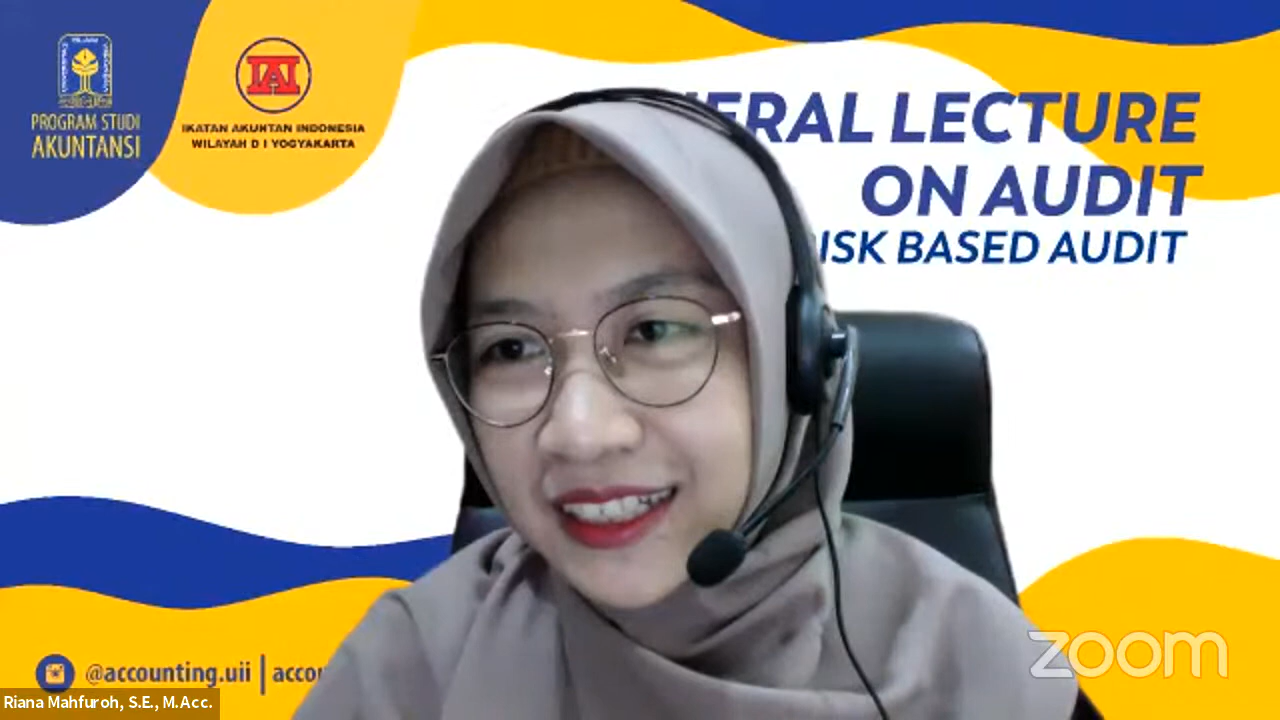 PROGRAM STUDI
AKUNTANSI
IAI
IKATAN AKUNTAN INDONESIA
WILAYAH D I YOGYAKARTA
ERAL LECTURE
ON AUDIT
ISK BASED AUDIT
@accounting.uii | accou
Riana Mahfuroh, S.E., M.Acc.
zoom